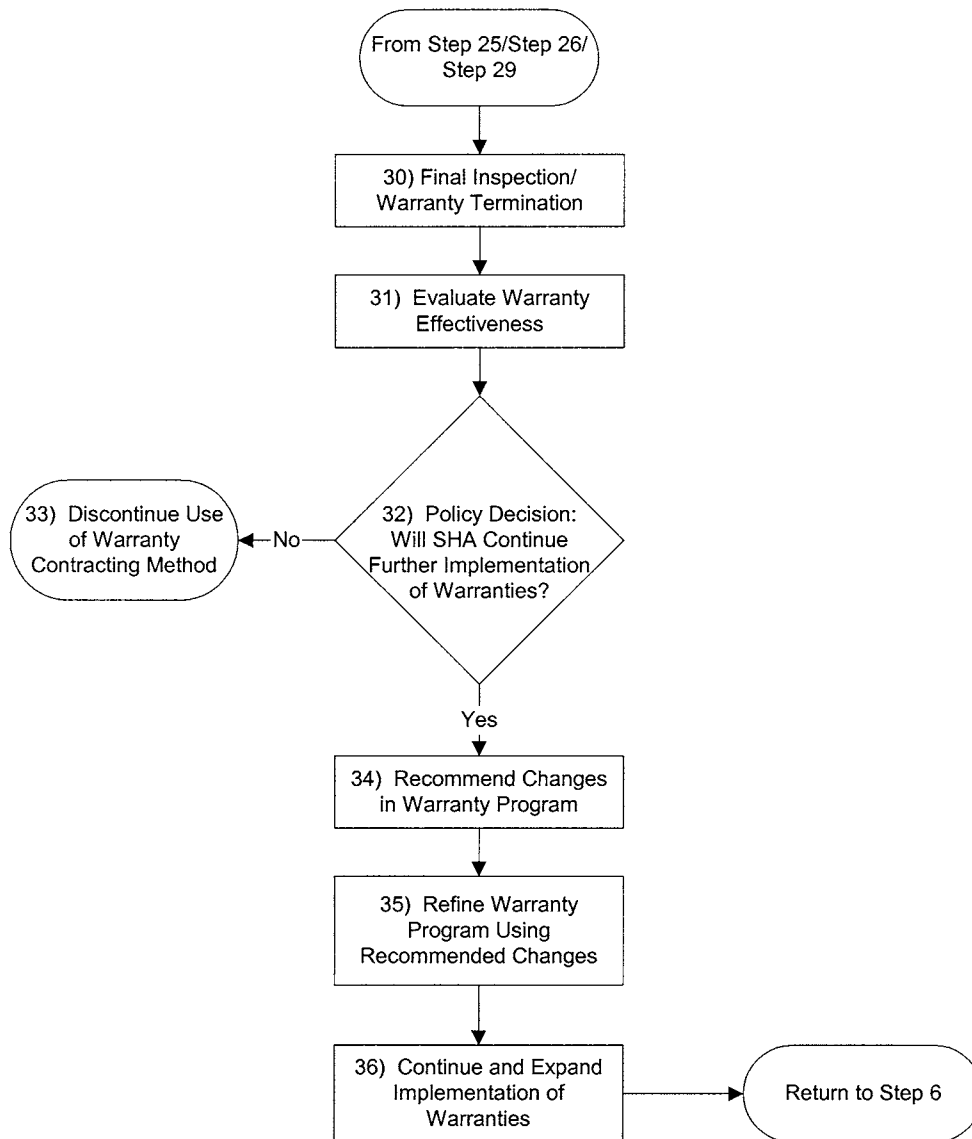 From Step 25/Step 26/
Step 29
30) Final Inspection/
Warranty Termination
31) Evaluate Warranty
Effectiveness
32) Policy Decision:
Will SHA Continue
Further Implementation
of Warranties?
No
33) Discontinue Use
of Warranty
Contracting Method
Yes
34) Recommend Changes
in Warranty Program
35) Refine Warranty
Program Using
Recommended Changes
36) Continue and Expand
Implementation of
Warranties
Return to Step 6